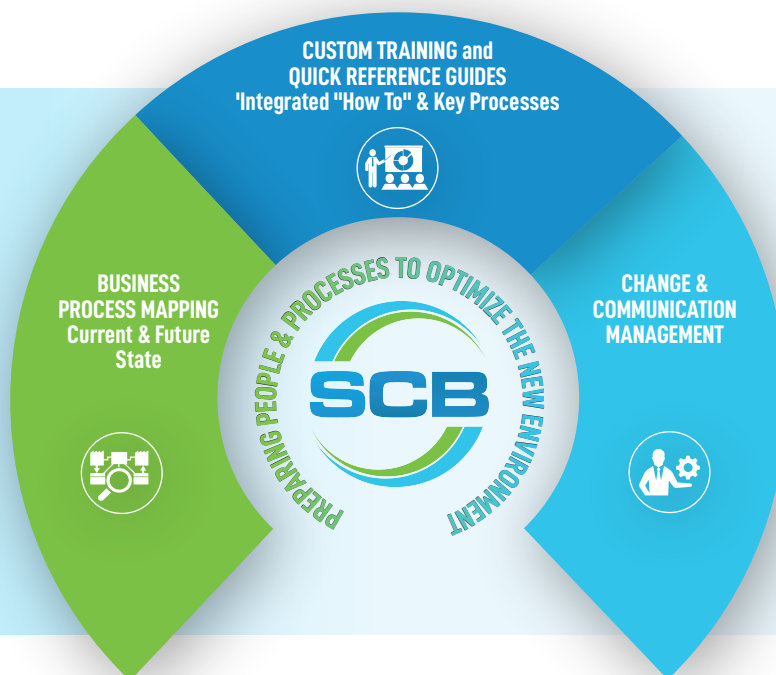 CUSTOM TRAINING and
QUICK REFERENCE GUIDES
'Integrated "How To" & Key Processes
BUSINESS
PROCESS MAPPING
Current & Future
State
CHANGE &
COMMUNICATION
MANAGEMENT
PREPARING PEOPLE & PROCESSES TO OPTIMIZE THE NEW ENVIRONMENT
SCB